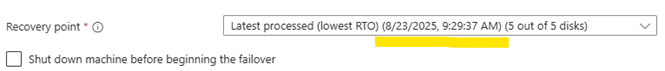 Recovery point * Latest processed (lowest RTO) (8/23/2025, 9:29:37 AM) (5 out of 5 disks)
Shut down machine before beginning the failover